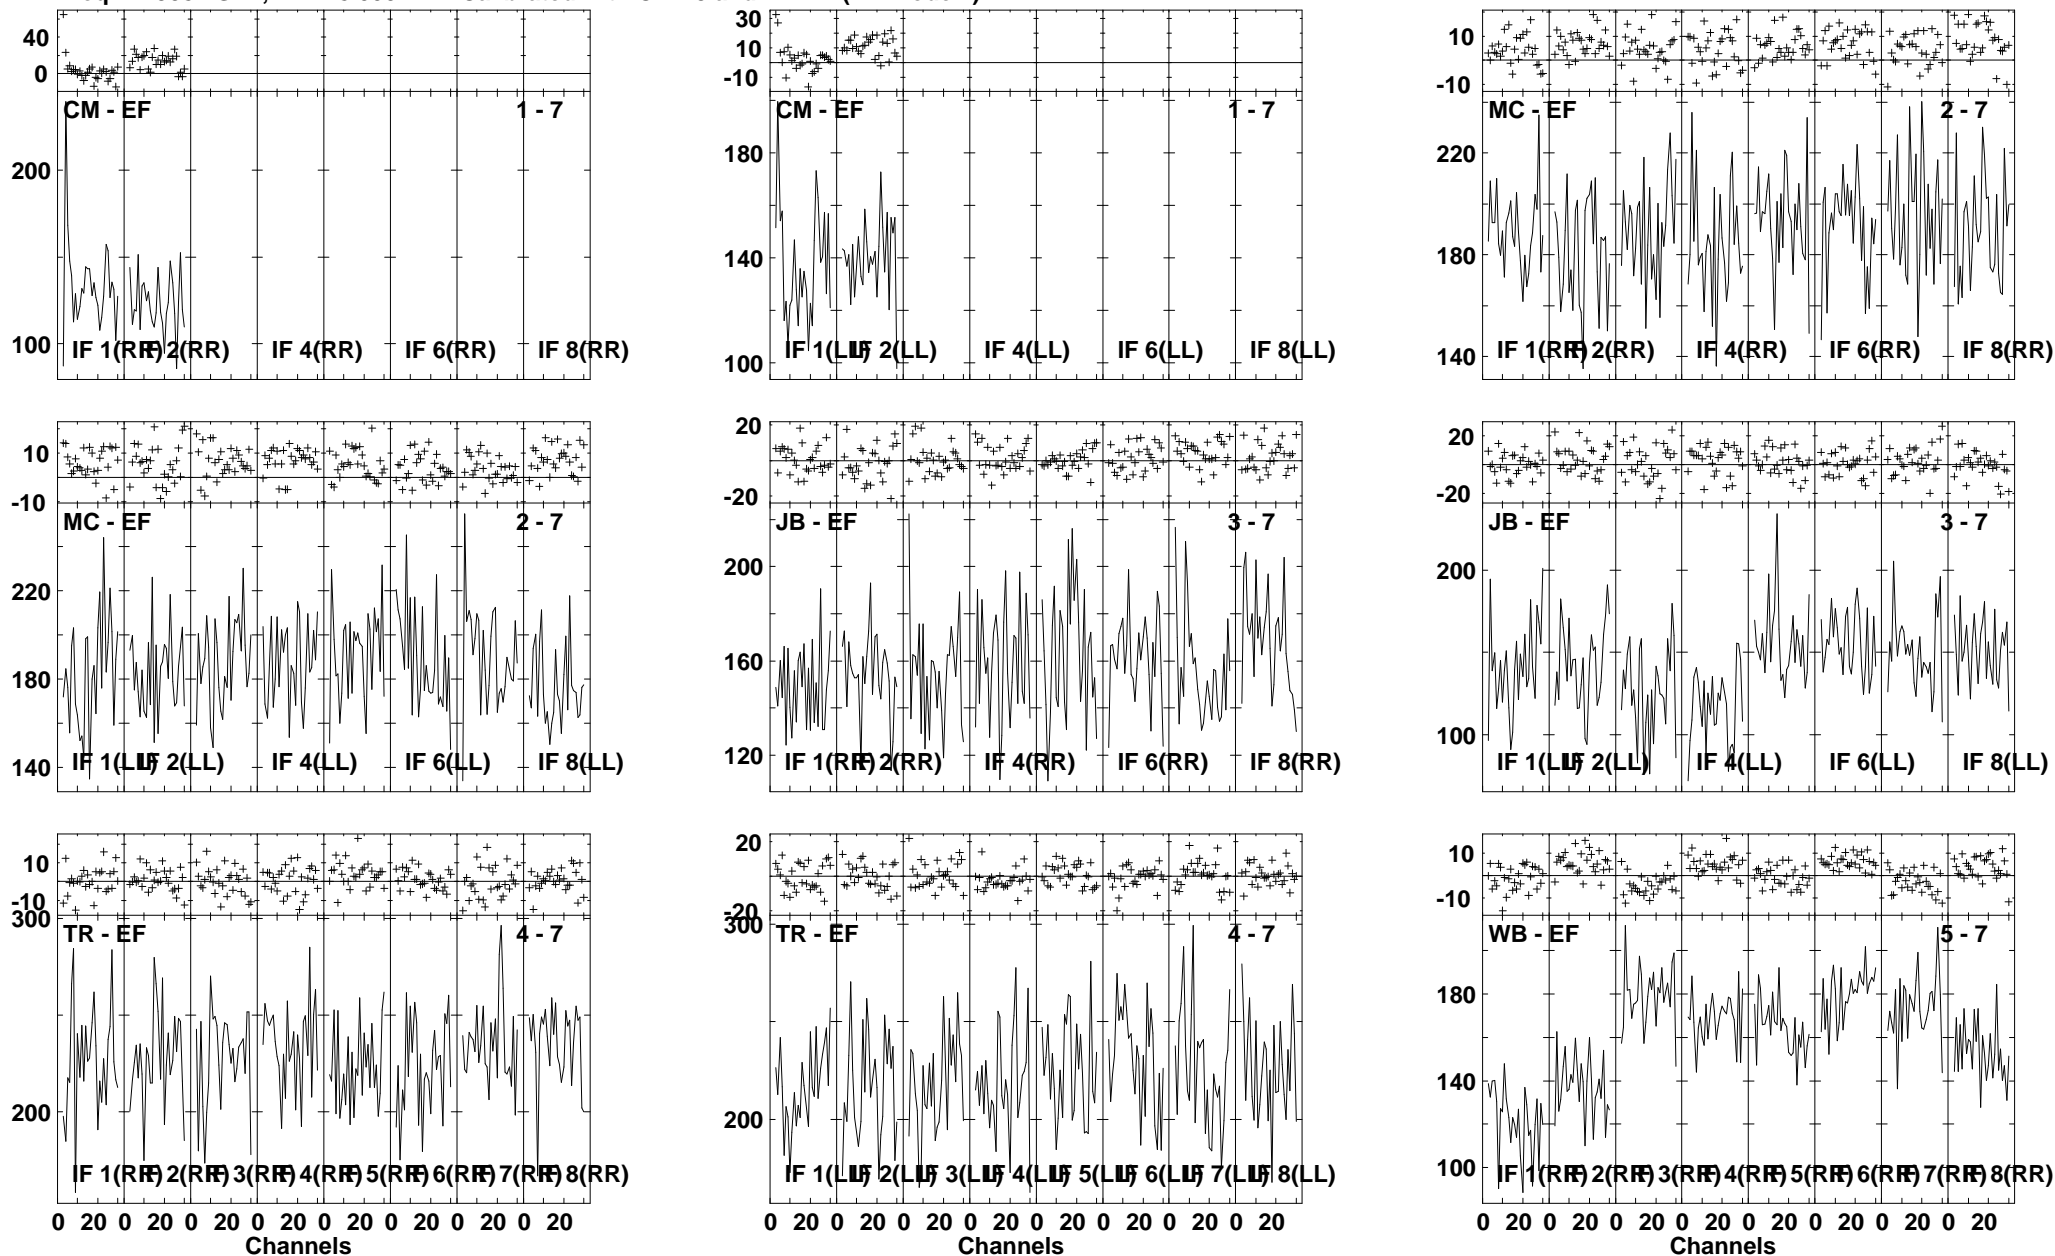 40
0
CM - EF
1 - 7
200
100
IF 1(RR)
IF 2(RR)
IF 4(RR)
IF 6(RR)
IF 8(RR)
30
10
-10
CM - EF
1 - 7
180
140
100
IF 1(LL)
IF 2(LL)
IF 4(LL)
IF 6(LL)
IF 8(LL)
10
-10
MC - EF
2 - 7
220
180
140
IF 1(RR)
IF 2(RR)
IF 4(RR)
IF 6(RR)
IF 8(RR)
10
-10
MC - EF
2 - 7
220
180
140
IF 1(LL)
IF 2(LL)
IF 4(LL)
IF 6(LL)
IF 8(LL)
20
0
-20
JB - EF
3 - 7
200
160
120
IF 1(RR)
IF 2(RR)
IF 4(RR)
IF 6(RR)
IF 8(RR)
20
0
-20
JB - EF
3 - 7
200
100
IF 1(LL)
IF 2(LL)
IF 4(LL)
IF 6(LL)
IF 8(LL)
10
-10
300
TR - EF
4 - 7
200
IF 1(RR)
IF 2(RR)
IF 3(RR)
IF 4(RR)
IF 5(RR)
IF 6(RR)
IF 7(RR)
IF 8(RR)
0 20 0 20 0 20 0 20 0 20 0 20 0 20 0 20
Channels
20
0
-20
300
TR - EF
4 - 7
200
IF 1(LL)
IF 2(LL)
IF 3(LL)
IF 4(LL)
IF 5(LL)
IF 6(LL)
IF 7(LL)
IF 8(LL)
0 20 0 20 0 20 0 20 0 20 0 20 0 20 0 20
Channels
10
-10
WB - EF
5 - 7
180
140
100
IF 1(RR)
IF 2(RR)
IF 3(RR)
IF 4(RR)
IF 5(RR)
IF 6(RR)
IF 7(RR)
IF 8(RR)
0 20 0 20 0 20 0 20 0 20 0 20 0 20 0 20
Channels